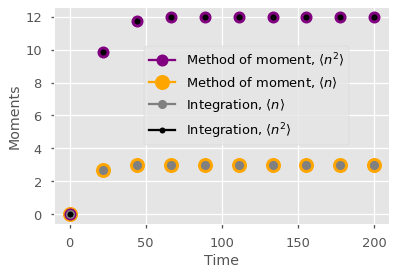 12
10
8
6
4
2
0
Moments
Method of moment, ⟨n²⟩
Method of moment, ⟨n⟩
Integration, ⟨n⟩
Integration, ⟨n²⟩
0 50 100 150 200
Time